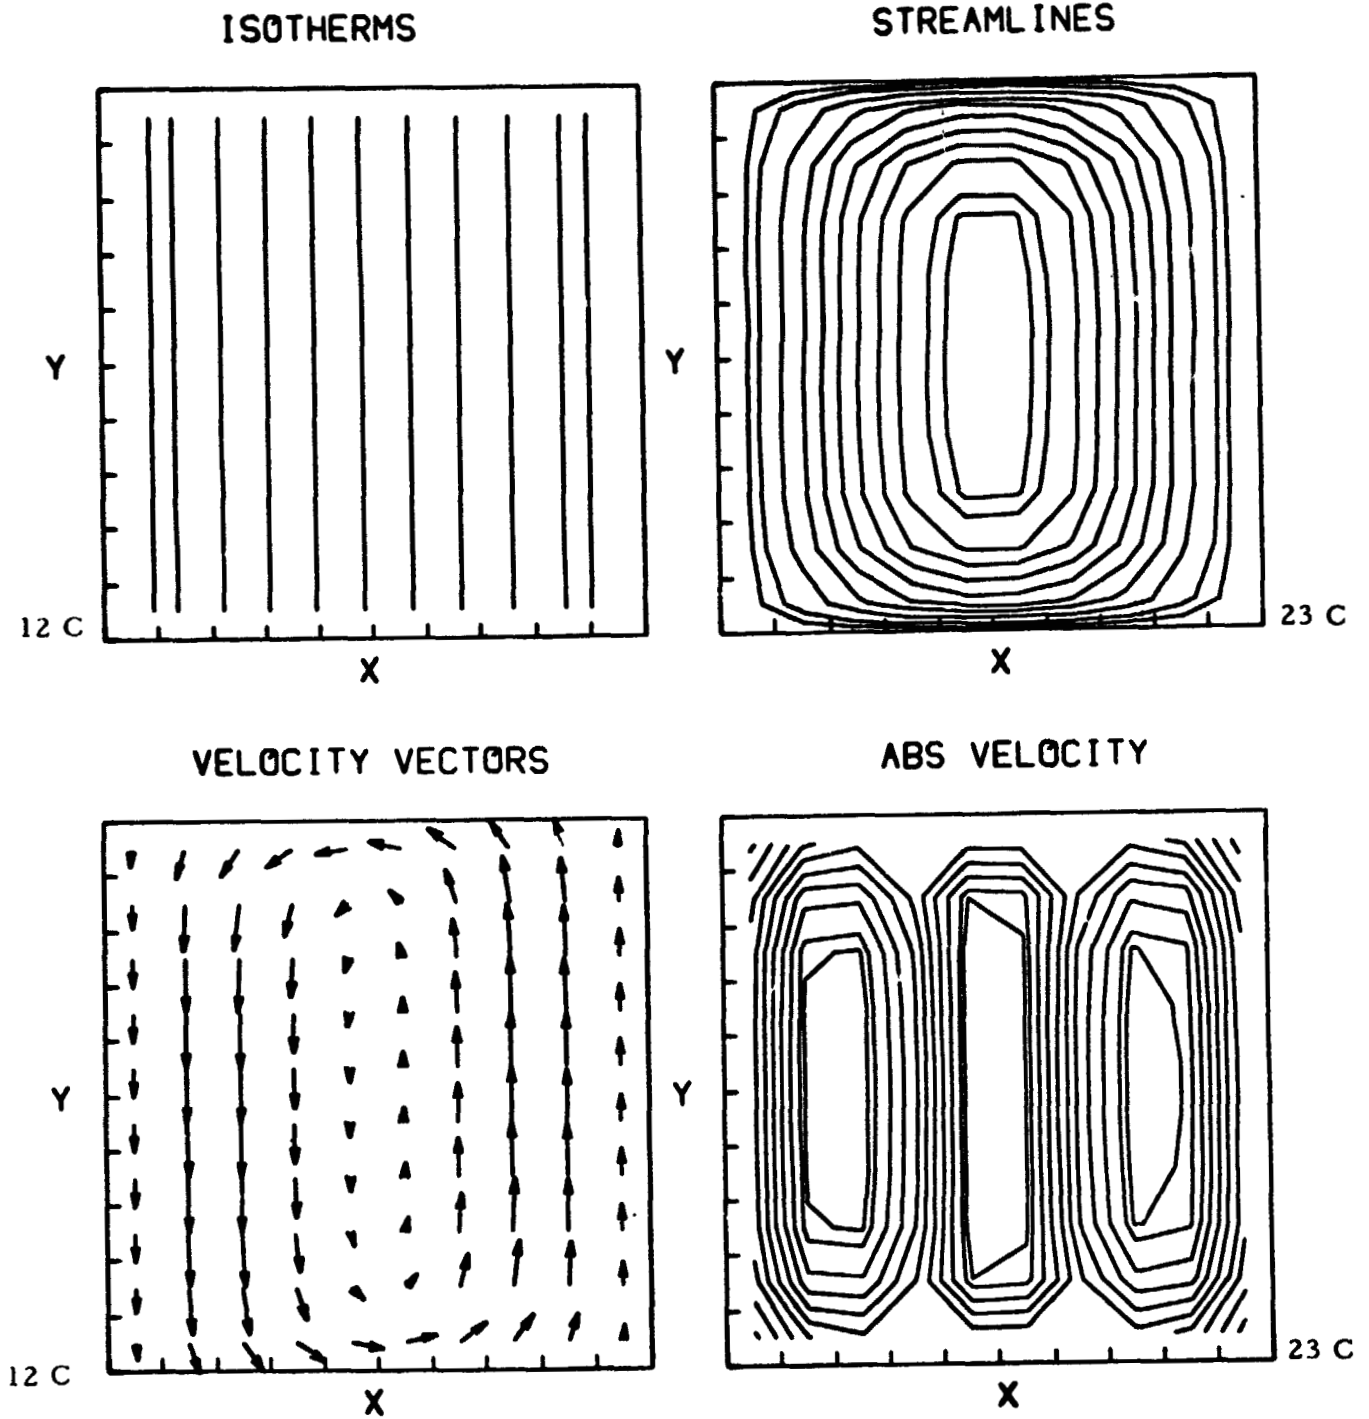 ISOTHERMS
STREAMLINES
Y
Y
12 C
23 C
X
X
VELOCITY VECTORS
ABS VELOCITY
Y
Y
12 C
23 C
X
X